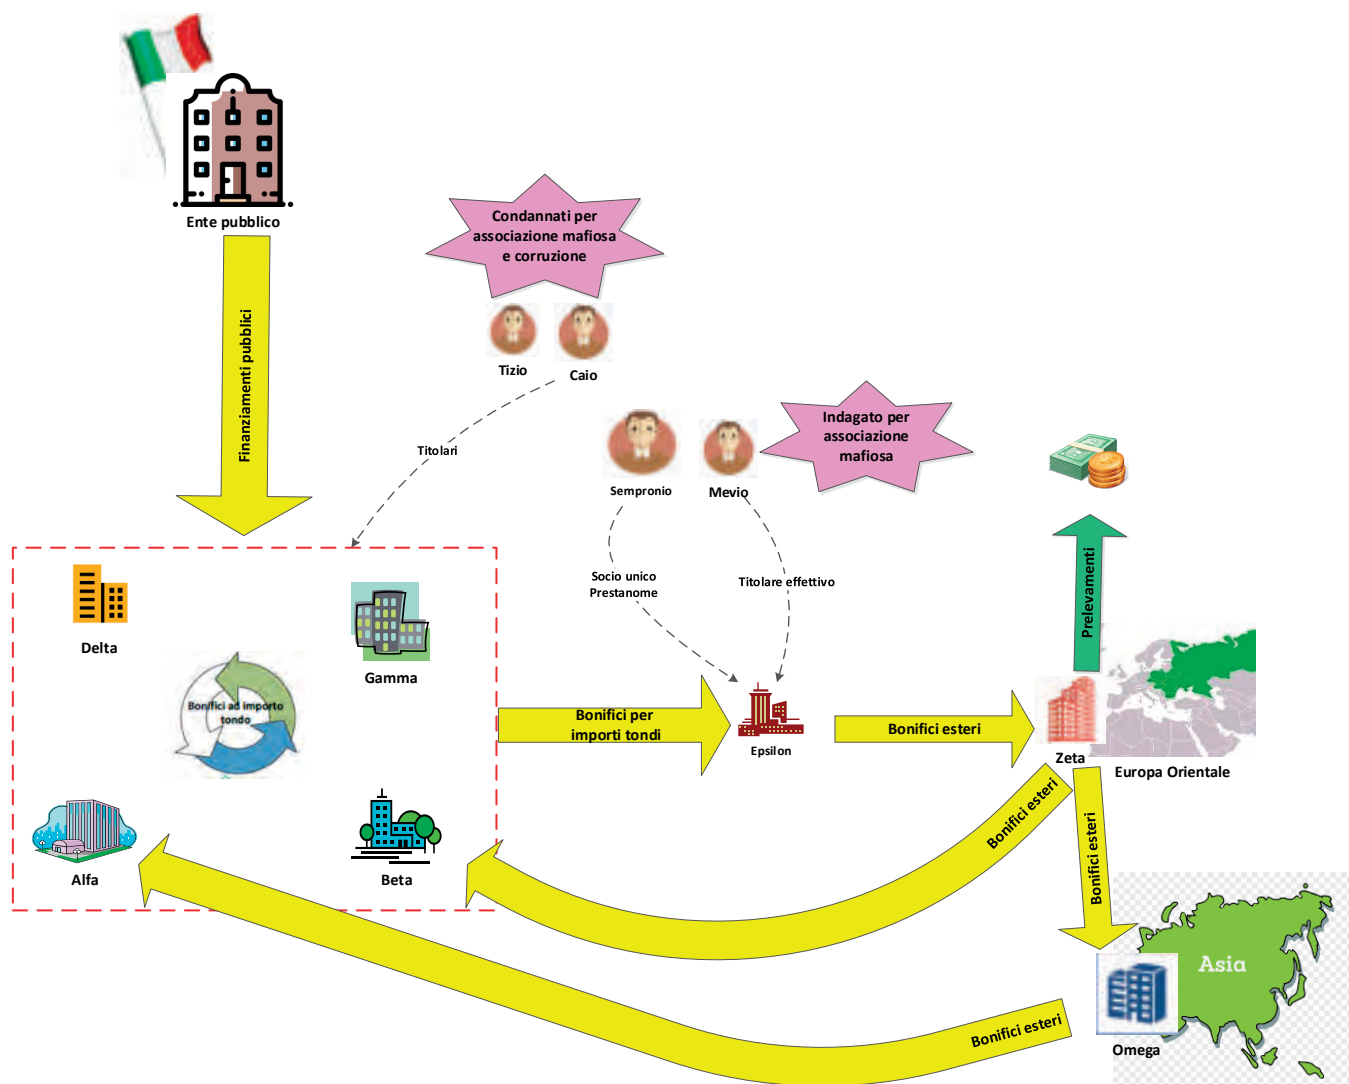 Ente pubblico
Finanziamenti pubblici
Condannati per
associazione mafiosa
e corruzione
Tizio
Caio
Titolari
Indagato per
associazione
mafiosa
Sempronio
Mevio
Socio unico
Prestanome
Titolare effettivo
Prelevamenti
Delta
Gamma
Bonifici ad importo
tondo
Alfa
Beta
Bonifici per
importi tondi
Epsilon
Bonifici esteri
Zeta
Europa Orientale
Bonifici esteri
Bonifici esteri
Asia
Omega
Bonifici esteri